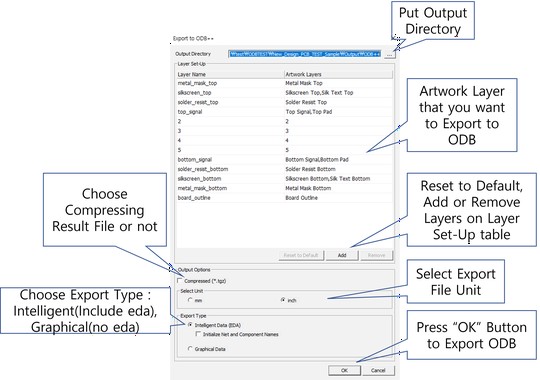 Export to ODB++
Put Output
Directory
Output Directory
₩test₩ODBTEST₩New_Design_PCB_TEST_Sample₩Output₩ODB++
...
Layer Set-Up
Layer Name Artwork Layers
metal_mask_top Metal Mask Top
silkscreen_top Silkscreen Top,Silk Text Top
solder_resist_top Solder Resist Top
top_signal Top Signal,Top Pad
2 2
3 3
4 4
5 5
bottom_signal Bottom Signal,Bottom Pad
solder_resist_bottom Solder Resist Bottom
silkscreen_bottom Silkscreen Bottom,Silk Text Bottom
metal_mask_bottom Metal Mask Bottom
board_outline Board Outline
Artwork Layer
that you want
to Export to
ODB
Reset to Default,
Add or Remove
Layers on Layer
Set-Up table
Reset to Default Add Remove
Choose
Compressing
Result File or not
Output Options
Compressed (*.tgz)
Select Unit
mm inch
Select Export
File Unit
Choose Export Type :
Intelligent(Include eda),
Graphical(no eda)
Export Type
Intelligent Data (EDA)
Initialize Net and Component Names
Graphical Data
Press “OK” Button
to Export ODB
OK Cancel